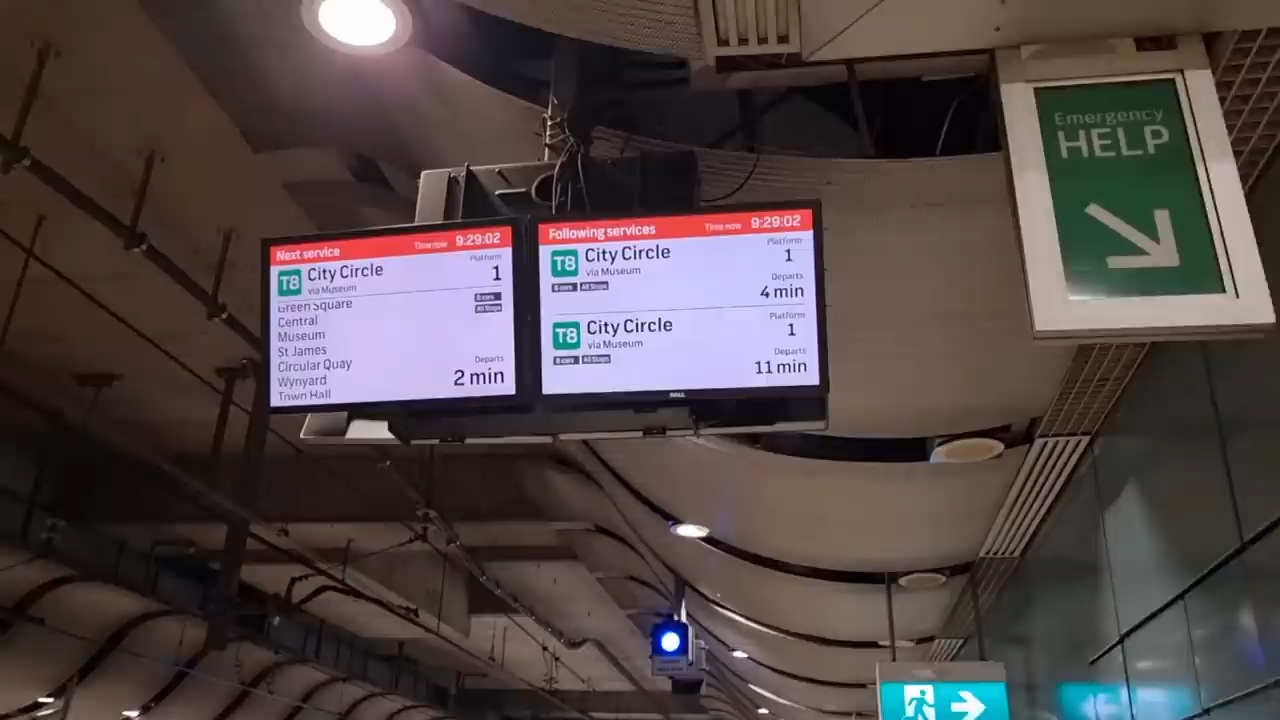 Emergency
HELP
Next service
Time now 9:29:02
T8 City Circle
via Museum
Platform
1
Green Square
Central
Museum
St James
Circular Quay
Wynyard
Town Hall
8 cars
All Stops
Departs
2 min
Following services
Time now 9:29:02
T8 City Circle
via Museum
Platform
1
8 cars All Stops
Departs
4 min
T8 City Circle
via Museum
Platform
1
8 cars All Stops
Departs
11 min
DELL